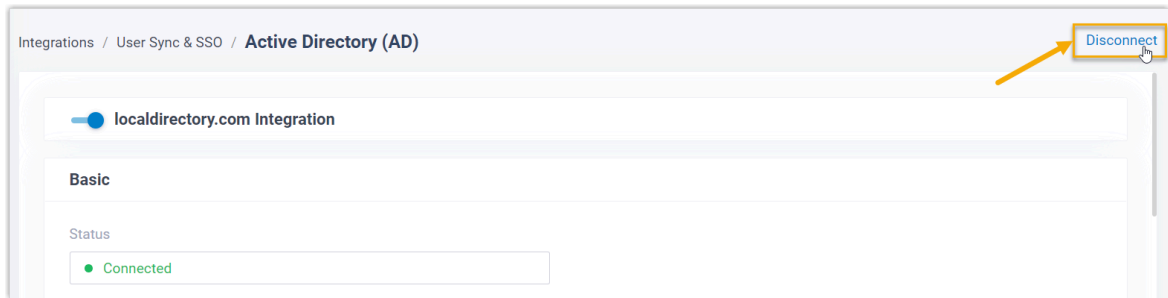 Integrations / User Sync & SSO / Active Directory (AD)
Disconnect
localdirectory.com Integration
Basic
Status
Connected